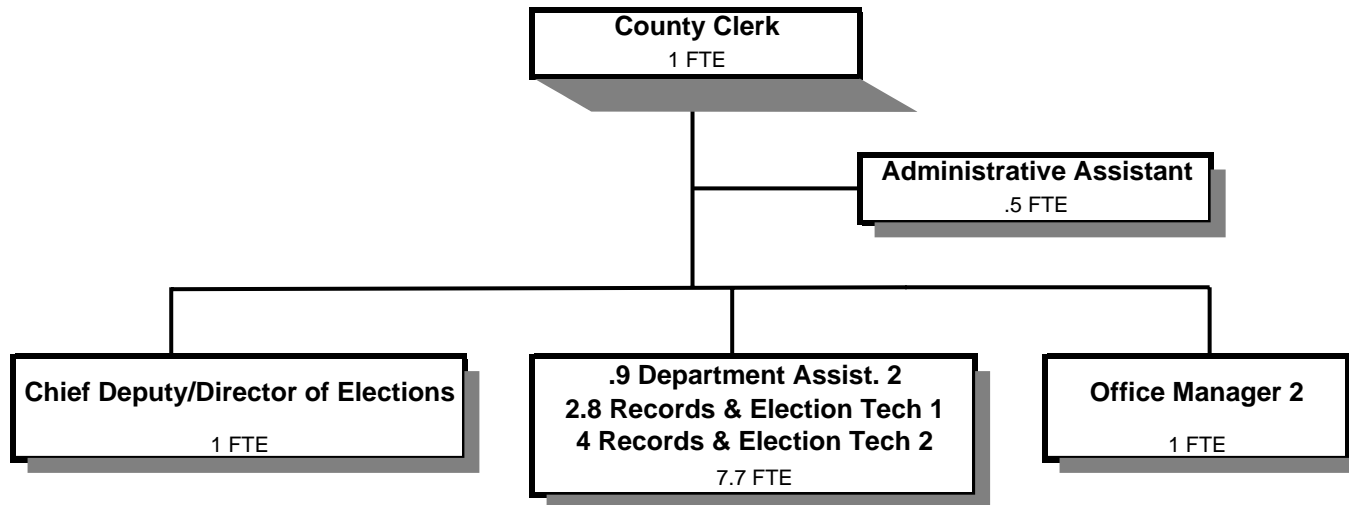 County Clerk
1 FTE
Administrative Assistant
.5 FTE
Chief Deputy/Director of Elections
1 FTE
.9 Department Assist. 2
2.8 Records & Election Tech 1
4 Records & Election Tech 2
7.7 FTE
Office Manager 2
1 FTE